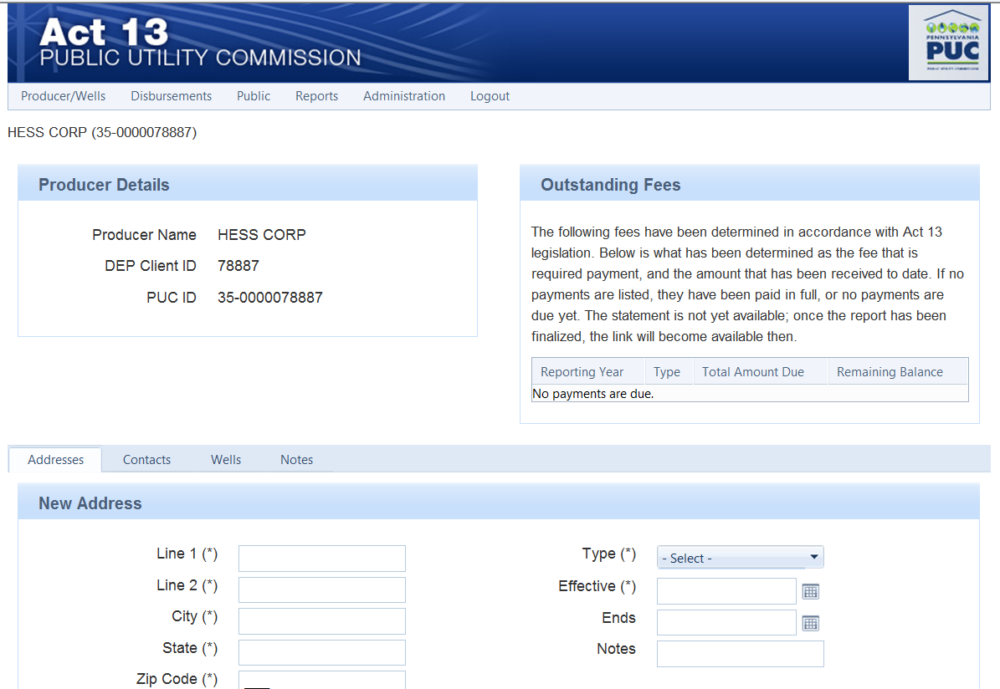 Act 13
PUBLIC UTILITY COMMISSION
PENNSYLVANIA
PUC
Producer/Wells Disbursements Public Reports Administration Logout
HESS CORP (35-0000078887)
Producer Details
Producer Name HESS CORP
DEP Client ID 78887
PUC ID 35-0000078887
Outstanding Fees
The following fees have been determined in accordance with Act 13
legislation. Below is what has been determined as the fee that is
required payment, and the amount that has been received to date. If no
payments are listed, they have been paid in full, or no payments are
due yet. The statement is not yet available; once the report has been
finalized, the link will become available then.
Reporting Year Type Total Amount Due Remaining Balance
No payments are due.
Addresses Contacts Wells Notes
New Address
Line 1 (*)
Line 2 (*)
City (*)
State (*)
Zip Code (*)
Type (*) - Select -
Effective (*)
Ends
Notes